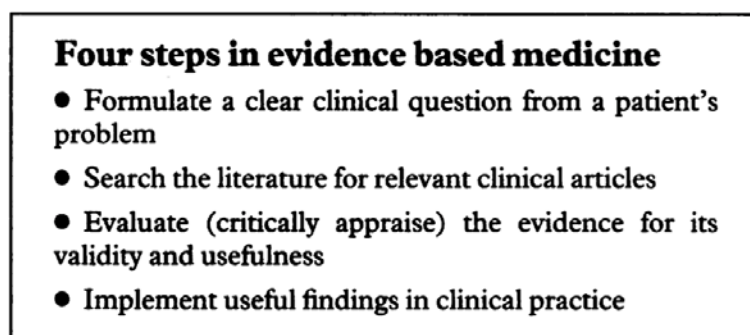 Four steps in evidence based medicine
● Formulate a clear clinical question from a patient's
problem
● Search the literature for relevant clinical articles
● Evaluate (critically appraise) the evidence for its
validity and usefulness
● Implement useful findings in clinical practice